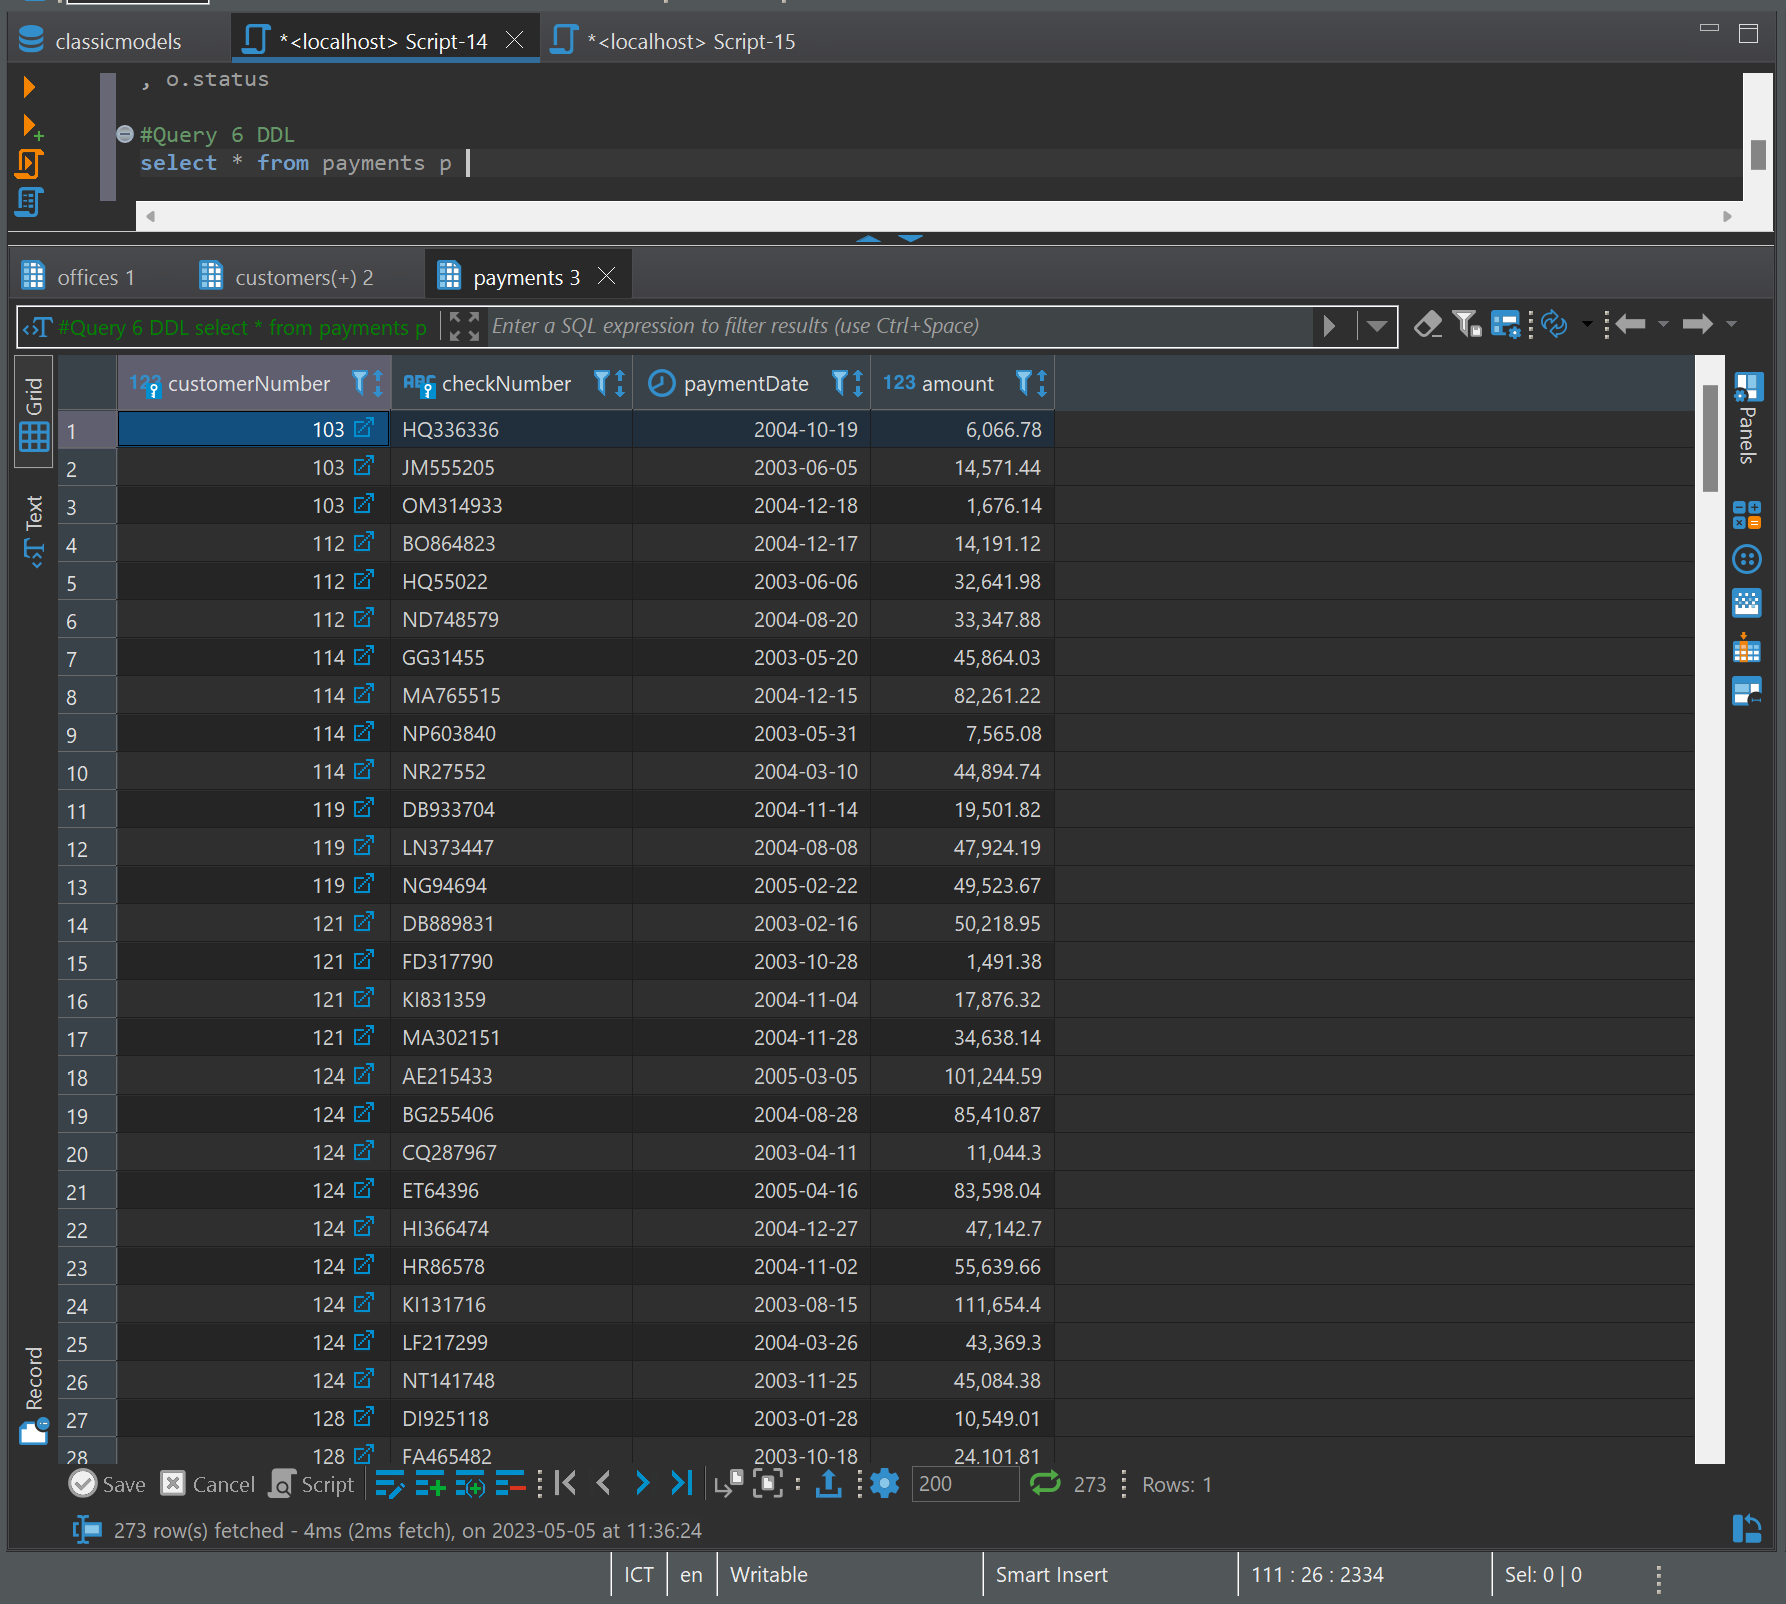 classicmodels *<localhost> Script-14 *<localhost> Script-15
, o.status
#Query 6 DDL
select * from payments p
offices 1 customers(+) 2 payments 3
#Query 6 DDL select * from payments p Enter a SQL expression to filter results (use Ctrl+Space)
Grid
Text
Record
Panels
123 customerNumber ABC checkNumber paymentDate 123 amount
1 103 HQ336336 2004-10-19 6,066.78
2 103 JM555205 2003-06-05 14,571.44
3 103 OM314933 2004-12-18 1,676.14
4 112 BO864823 2004-12-17 14,191.12
5 112 HQ55022 2003-06-06 32,641.98
6 112 ND748579 2004-08-20 33,347.88
7 114 GG31455 2003-05-20 45,864.03
8 114 MA765515 2004-12-15 82,261.22
9 114 NP603840 2003-05-31 7,565.08
10 114 NR27552 2004-03-10 44,894.74
11 119 DB933704 2004-11-14 19,501.82
12 119 LN373447 2004-08-08 47,924.19
13 119 NG94694 2005-02-22 49,523.67
14 121 DB889831 2003-02-16 50,218.95
15 121 FD317790 2003-10-28 1,491.38
16 121 KI831359 2004-11-04 17,876.32
17 121 MA302151 2004-11-28 34,638.14
18 124 AE215433 2005-03-05 101,244.59
19 124 BG255406 2004-08-28 85,410.87
20 124 CQ287967 2003-04-11 11,044.3
21 124 ET64396 2005-04-16 83,598.04
22 124 HI366474 2004-12-27 47,142.7
23 124 HR86578 2004-11-02 55,639.66
24 124 KI131716 2003-08-15 111,654.4
25 124 LF217299 2004-03-26 43,369.3
26 124 NT141748 2003-11-25 45,084.38
27 128 DI925118 2003-01-28 10,549.01
28 128 FA465482 2003-10-18 24,101.81
Save Cancel Script 200 273 Rows: 1
273 row(s) fetched - 4ms (2ms fetch), on 2023-05-05 at 11:36:24
ICT en Writable Smart Insert 111 : 26 : 2334 Sel: 0 | 0